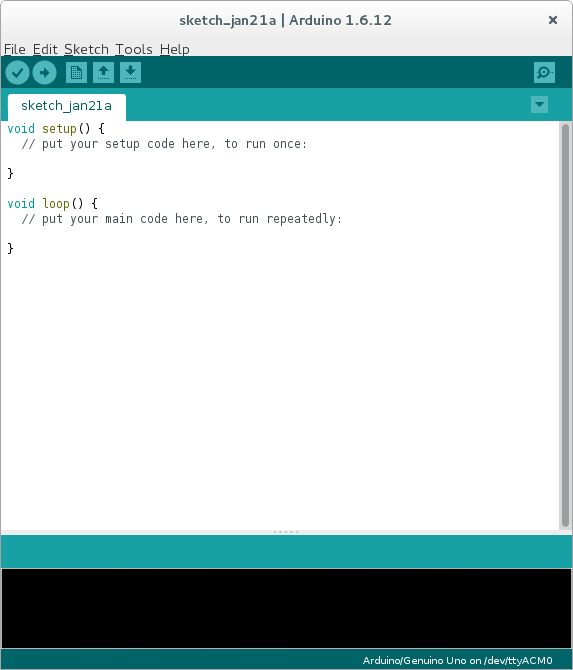 sketch_jan21a | Arduino 1.6.12
File Edit Sketch Tools Help
sketch_jan21a
void setup() {
  // put your setup code here, to run once:
}
void loop() {
  // put your main code here, to run repeatedly:
}
Arduino/Genuino Uno on /dev/ttyACM0